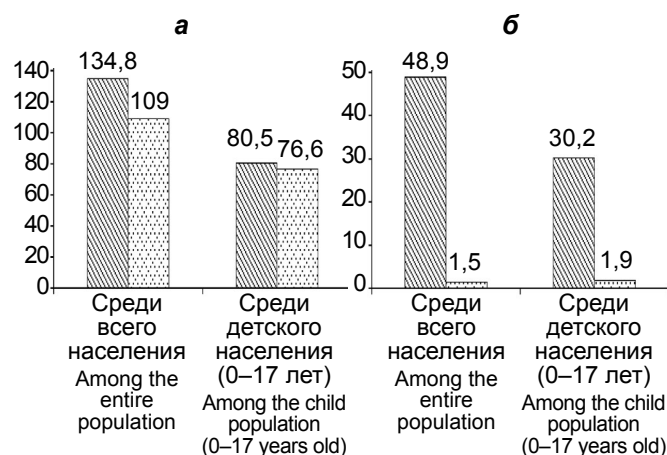 а
134,8
109
80,5
76,6
140
120
100
80
60
40
20
0
Среди
всего
населения
Among the
entire
population
Среди
детского
населения
(0–17 лет)
Among the child
population
(0–17 years old)
б
48,9
1,5
30,2
1,9
50
40
30
20
10
0
Среди
всего
населения
Among the
entire
population
Среди
детского
населения
(0–17 лет)
Among the child
population
(0–17 years old)